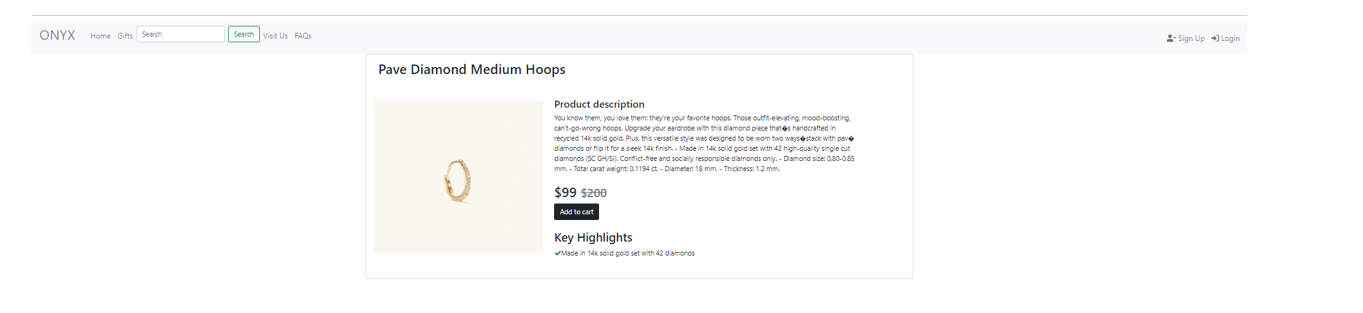 ONYX Home Gifts Search Search Visit Us FAQs Sign Up Login
Pave Diamond Medium Hoops
Product description
You know them, you love them: they're your favorite hoops. Those outfit-elevating, mood-boosting,
can't-go-wrong hoops. Upgrade your eardrobe with this diamond piece that�s handcrafted in
recycled 14k solid gold. Plus, this versatile style was designed to be worn two ways�stack with pav�
diamonds or flip it for a sleek 14k finish. - Made in 14k solid gold set with 42 high-quality single cut
diamonds (SC GH/SI). Conflict-free and socially responsible diamonds only. - Diamond size: 0.80-0.85
mm. - Total carat weight: 0.1194 ct. - Diameter: 18 mm. - Thickness: 1.2 mm.
$99 $200
Add to cart
Key Highlights
Made in 14k solid gold set with 42 diamonds